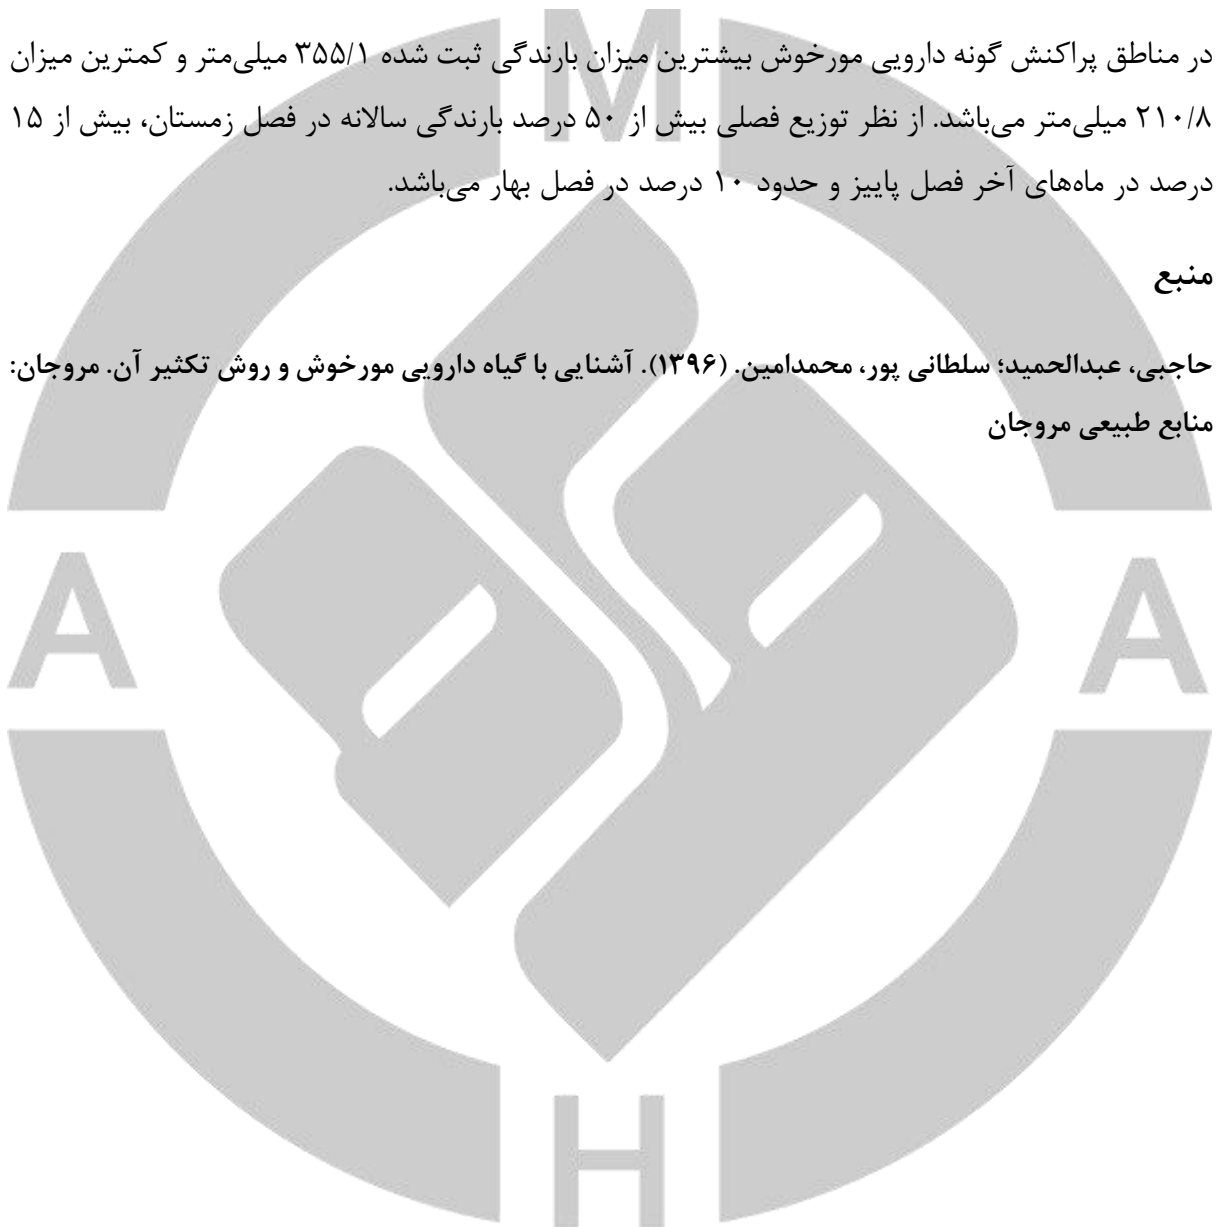 در مناطق پراکنش گونه دارویی مورخوش بیشترین میزان بارندگی ثبت شده ۳۵۵/۱ میلی‌متر و کمترین میزان
۲۱۰/۸ میلی‌متر می‌باشد. از نظر توزیع فصلی بیش از ۵۰ درصد بارندگی سالانه در فصل زمستان، بیش از ۱۵
درصد در ماه‌های آخر فصل پاییز و حدود ۱۰ درصد در فصل بهار می‌باشد.
منبع
حاجبی، عبدالحمید؛ سلطانی پور، محمدامین. (۱۳۹۶). آشنایی با گیاه دارویی مورخوش و روش تکثیر آن. مروجان:
منابع طبیعی مروجان
M
A
A
H